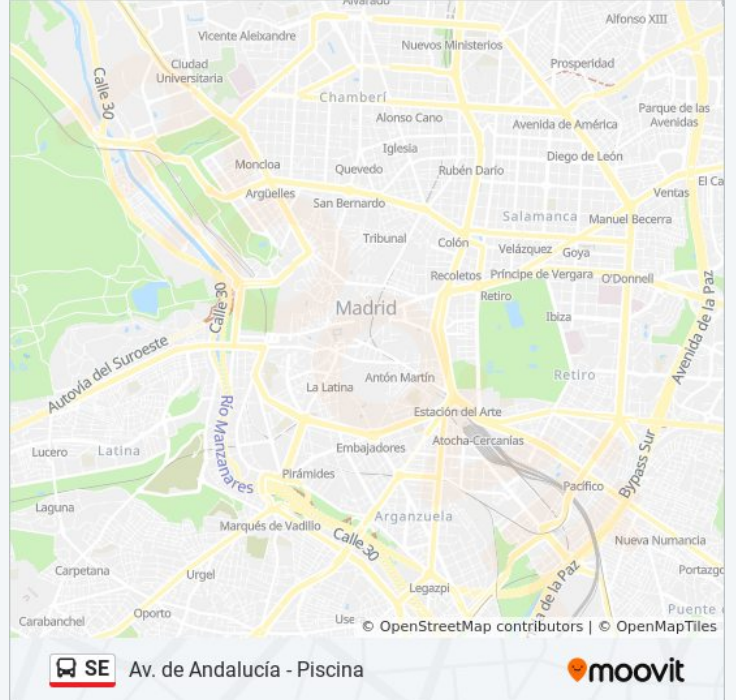 Alvarado
Alfonso XIII
Vicente Aleixandre
Nuevos Ministerios
Ciudad
Universitaria
Prosperidad
Calle 30
Chamberí
Parque de las
Avenidas
Alonso Cano
Avenida de América
Iglesia
Diego de León
Moncloa
Quevedo
Rubén Darío
El Ca
Argüelles
Ventas
San Bernardo
Salamanca
Manuel Becerra
Tribunal
Colón
Velázquez
Goya
Recoletos
Príncipe de Vergara
O'Donnell
Calle 30
Retiro
Madrid
Ibiza
Avenida de la Paz
Autovía del Suroeste
Retiro
Antón Martín
La Latina
Estación del Arte
Río Manzanares
Atocha-Cercanías
Embajadores
Lucero
Latina
Bypass Sur
Pirámides
Pacífico
Laguna
Arganzuela
Marqués de Vadillo
Calle 30
Nueva Numancia
Carpetana
Urgel
Portazgo
Legazpi
a de la Paz
Oporto
Puente
Carabanchel
Use
© OpenStreetMap contributors | © OpenMapTiles
SE Av. de Andalucía - Piscina
moovit